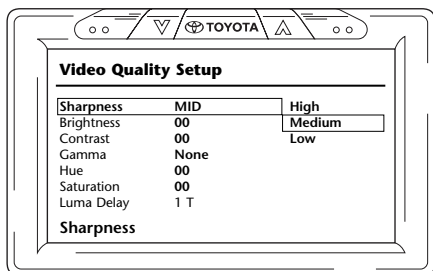 TOYOTA
Video Quality Setup
Sharpness MID High
Brightness 00 Medium
Contrast 00 Low
Gamma None
Hue 00
Saturation 00
Luma Delay 1 T
Sharpness